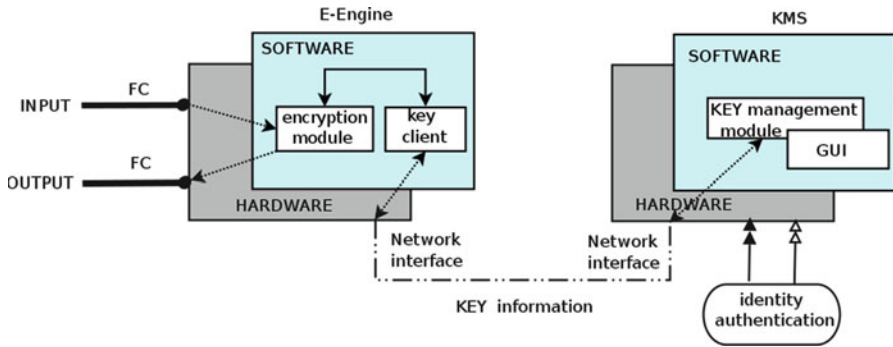 E-Engine
KMS
SOFTWARE
SOFTWARE
FC
INPUT
encryption
module
key
client
KEY management
module
GUI
FC
OUTPUT
HARDWARE
HARDWARE
Network
interface
Network
interface
KEY information
identity
authentication